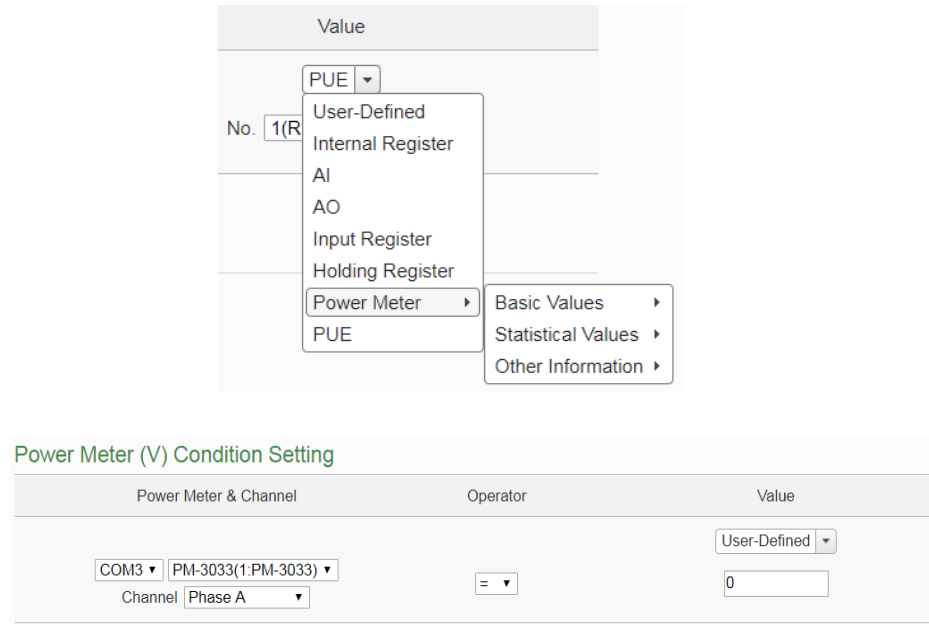 Value
PUE
User-Defined
No. 1(R
Internal Register
AI
AO
Input Register
Holding Register
Power Meter
Basic Values
PUE
Statistical Values
Other Information
Power Meter (V) Condition Setting
Power Meter & Channel Operator Value
User-Defined
COM3 PM-3033(1:PM-3033)
= 0
Channel Phase A